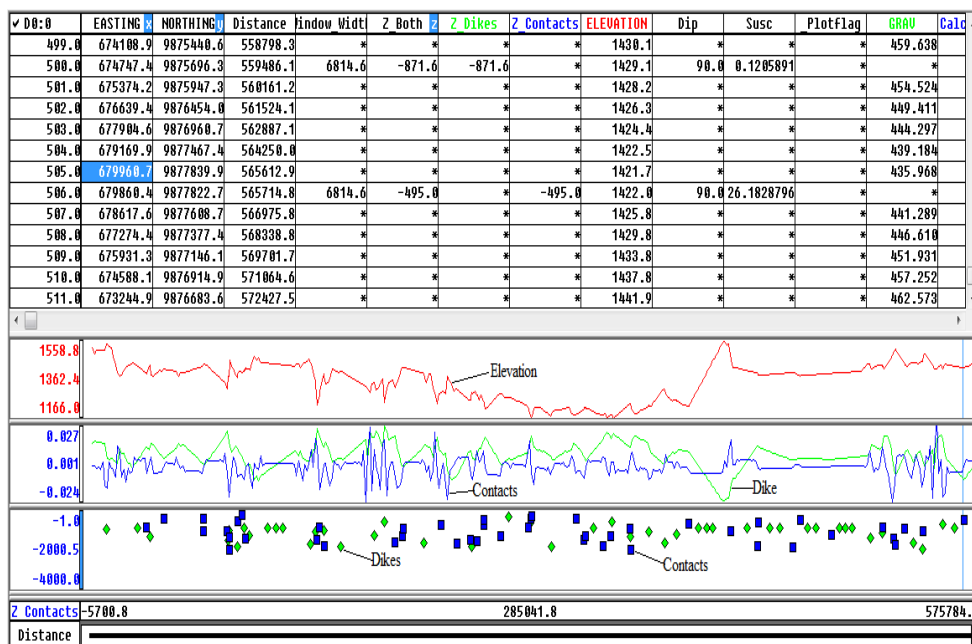 ✓ D0:0 EASTING x NORTHING y Distance Window_Widt Z_Both z Z_Dikes Z_Contacts ELEVATION Dip Susc _Plotflag GRAV Calc
499.0 674108.9 9875440.6 558798.3 * * * * 1430.1 * * * 459.638
500.0 674747.4 9875696.3 559486.1 6814.6 -871.6 -871.6 * 1429.1 90.0 0.1205891 * *
501.0 675374.2 9875947.3 560161.2 * * * * 1428.2 * * * 454.524
502.0 676639.4 9876454.0 561524.1 * * * * 1426.3 * * * 449.411
503.0 677904.6 9876960.7 562887.1 * * * * 1424.4 * * * 444.297
504.0 679169.9 9877467.4 564250.0 * * * * 1422.5 * * * 439.184
505.0 679960.7 9877839.9 565612.9 * * * * 1421.7 * * * 435.968
506.0 679860.4 9877822.7 565714.8 6814.6 -495.0 * -495.0 1422.0 90.0 26.1828796 * *
507.0 678617.6 9877608.7 566975.8 * * * * 1425.8 * * * 441.289
508.0 677274.4 9877377.4 568338.8 * * * * 1429.8 * * * 446.610
509.0 675931.3 9877146.1 569701.7 * * * * 1433.8 * * * 451.931
510.0 674588.1 9876914.9 571064.6 * * * * 1437.8 * * * 457.252
511.0 673244.9 9876683.6 572427.5 * * * * 1441.9 * * * 462.573
1558.8
1362.4
1166.0
Elevation
0.027
0.001
-0.024
Contacts
Dike
-1.0
-2000.5
-4000.0
Dikes
Contacts
Z Contacts -5700.8 285041.8 575784.
Distance